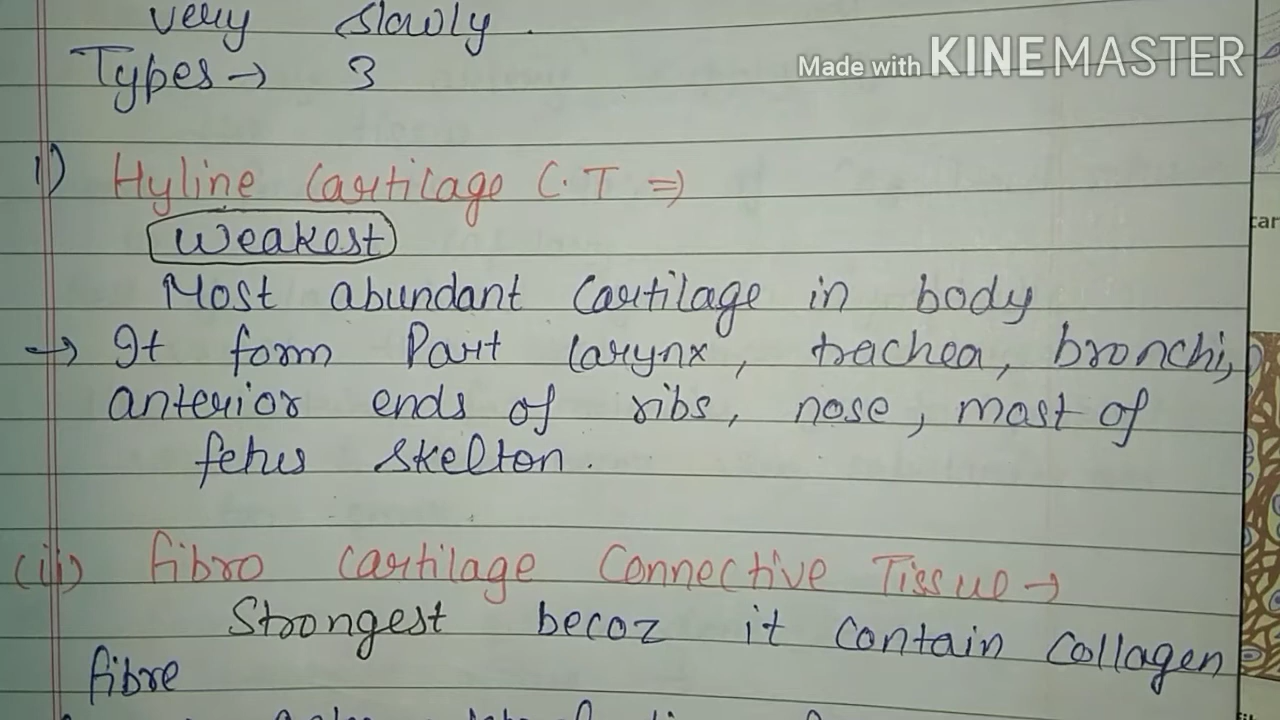 very slowly.
Types → 3
Made with KINEMASTER
i) Hyline Cartilage C.T ⇒
Weakest
Most abundant Cartilage in body
→ It form Part larynx, trachea, bronchi,
anterior ends of ribs, nose, most of
fetus skelton.
(ii) fibro Cartilage Connective Tissue →
Strongest becoz it contain collagen
fibre